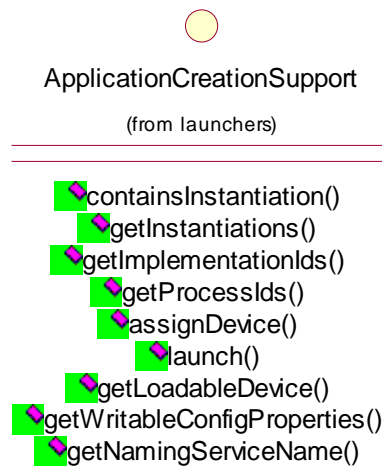 ApplicationCreationSupport
(from launchers)
containsInstantiation()
getInstantiations()
getImplementationIds()
getProcessIds()
assignDevice()
launch()
getLoadableDevice()
getWritableConfigProperties()
getNamingServiceName()